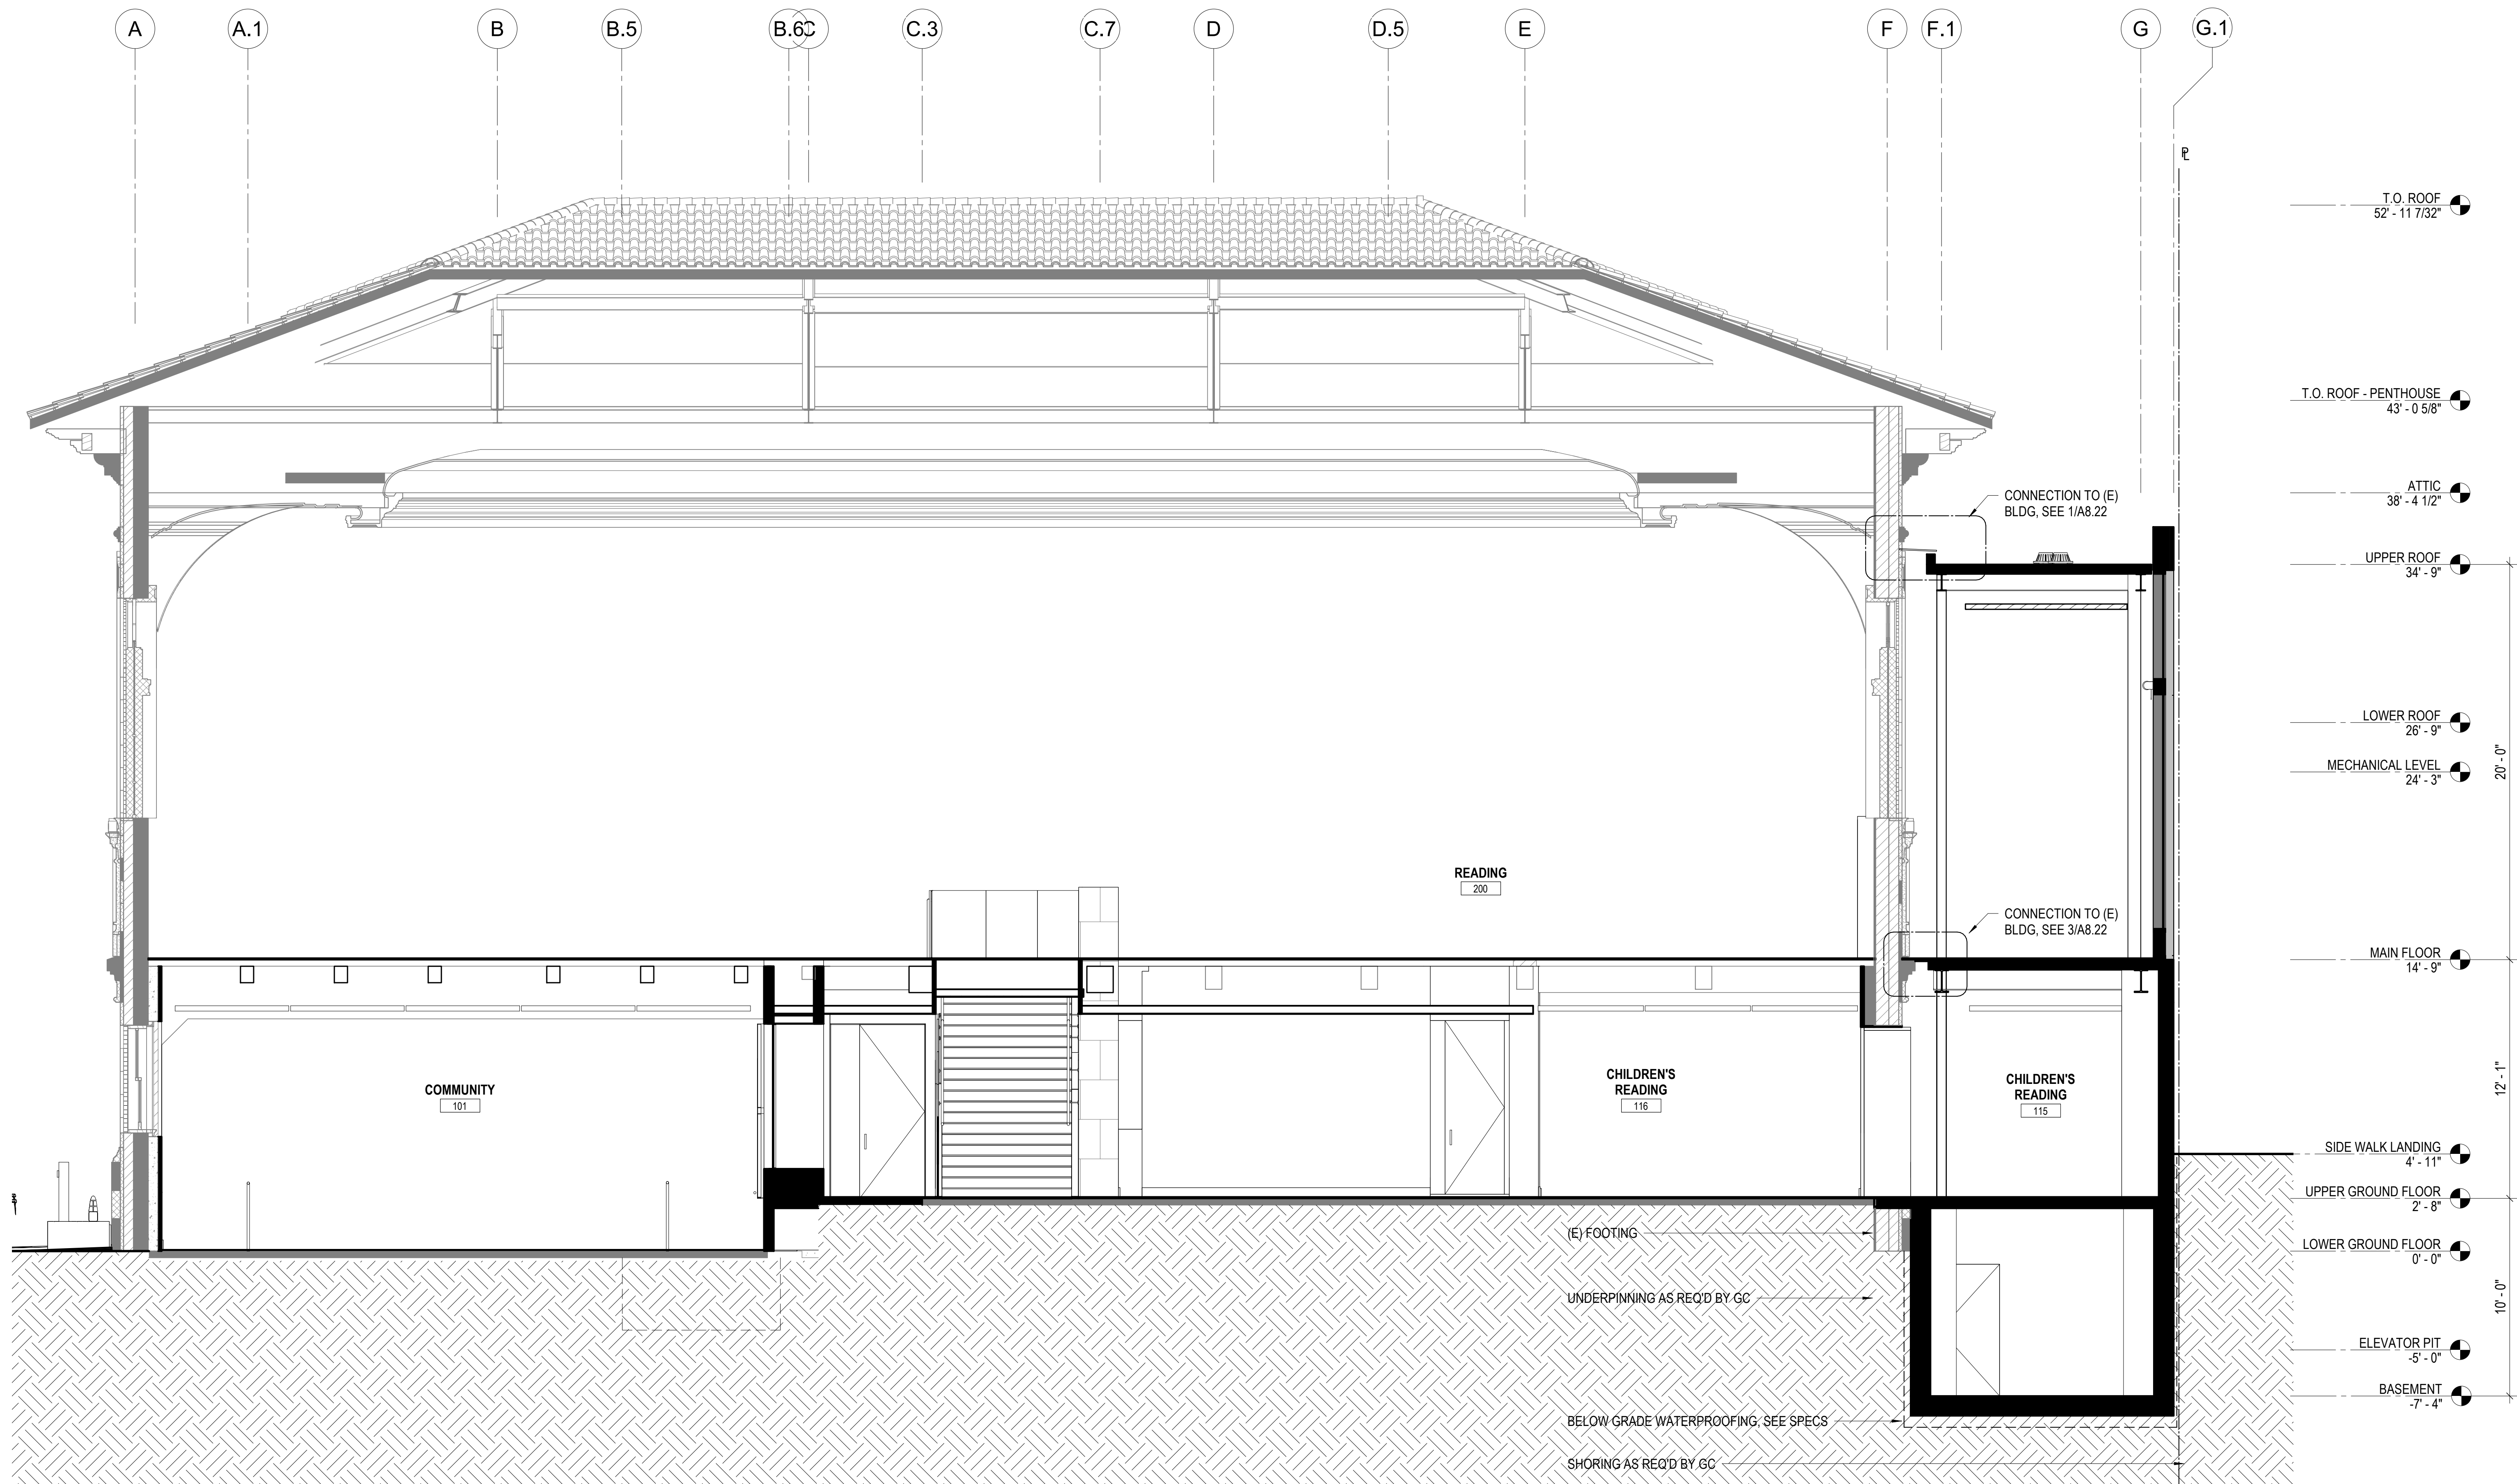 A
A.1
B
B.5
B.6
C
C.3
C.7
D
D.5
E
F
F.1
G
G.1
PL
T.O. ROOF
52' - 11 7/32"
T.O. ROOF - PENTHOUSE
43' - 0 5/8"
CONNECTION TO (E)
BLDG, SEE 1/A8.22
ATTIC
38' - 4 1/2"
UPPER ROOF
34' - 9"
LOWER ROOF
26' - 9"
MECHANICAL LEVEL
24' - 3"
20' - 0"
READING
200
CONNECTION TO (E)
BLDG, SEE 3/A8.22
MAIN FLOOR
14' - 9"
COMMUNITY
101
CHILDREN'S
READING
116
CHILDREN'S
READING
115
12' - 1"
SIDE WALK LANDING
4' - 11"
UPPER GROUND FLOOR
2' - 8"
(E) FOOTING
LOWER GROUND FLOOR
0' - 0"
UNDERPINNING AS REQ'D BY GC
10' - 0"
ELEVATOR PIT
-5' - 0"
BASEMENT
-7' - 4"
BELOW GRADE WATERPROOFING, SEE SPECS
SHORING AS REQ'D BY GC